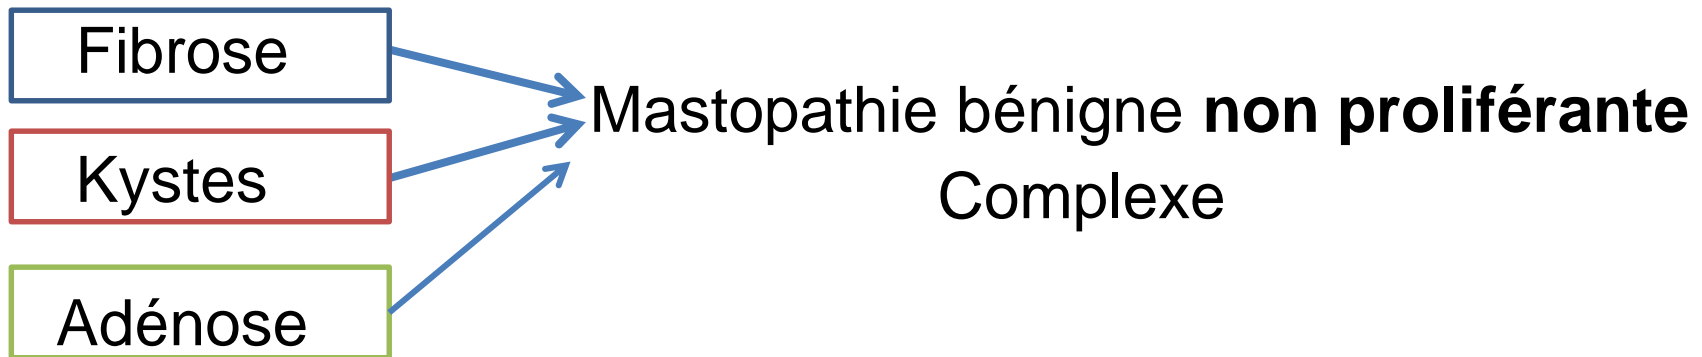 Fibrose
Mastopathie bénigne non proliférante
Kystes
Complexe
Adénose